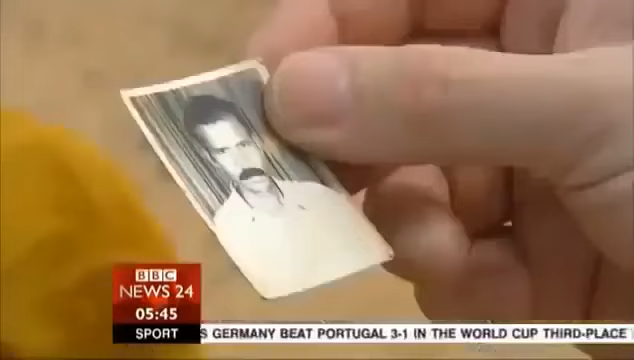 BBC
NEWS 24
05:45
SPORT
S GERMANY BEAT PORTUGAL 3-1 IN THE WORLD CUP THIRD-PLACE